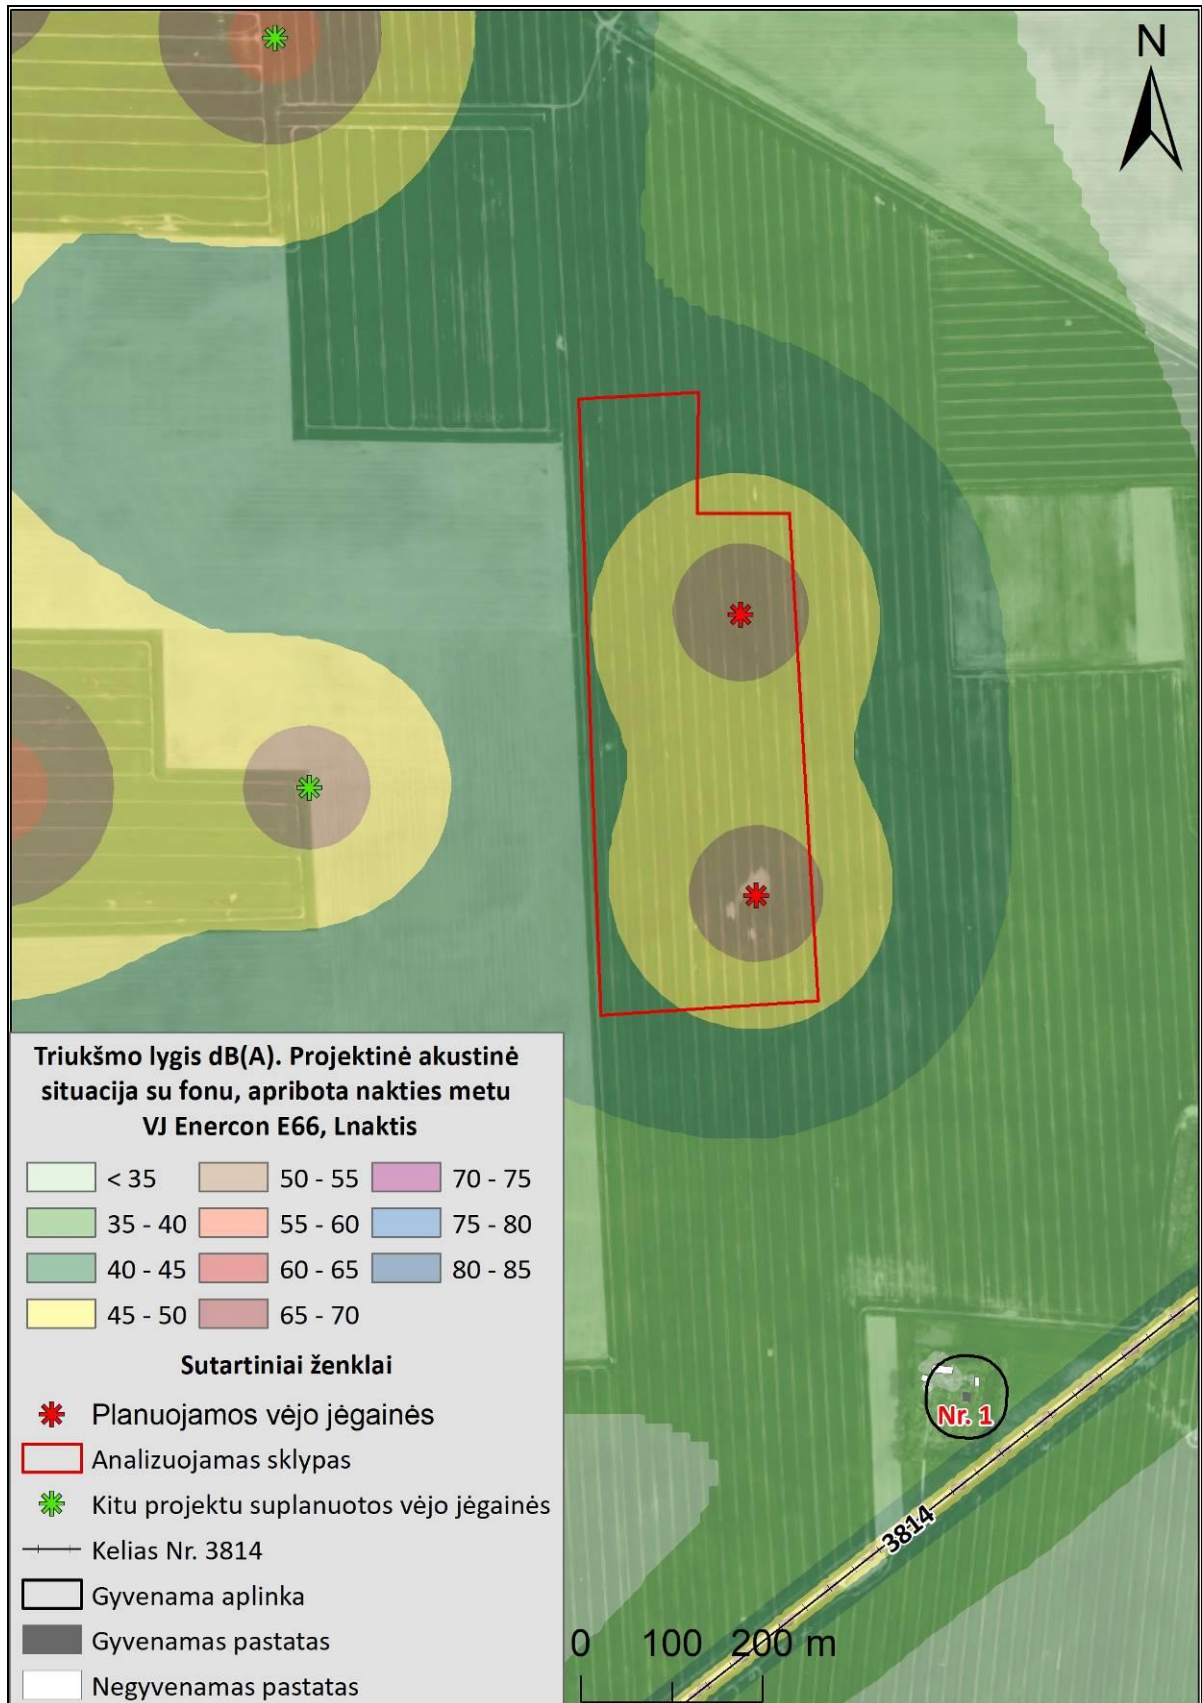 N
Triukšmo lygis dB(A). Projektinė akustinė
situacija su fonu, apribota nakties metu
VJ Enercon E66, Lnaktis
< 35 50 - 55 70 - 75
35 - 40 55 - 60 75 - 80
40 - 45 60 - 65 80 - 85
45 - 50 65 - 70
Sutartiniai ženklai
Planuojamos vėjo jėgainės
Analizuojamas sklypas
Kitu projektu suplanuotos vėjo jėgainės
Kelias Nr. 3814
Gyvenama aplinka
Gyvenamas pastatas
Negyvenamas pastatas
Nr. 1
3814
0 100 200 m